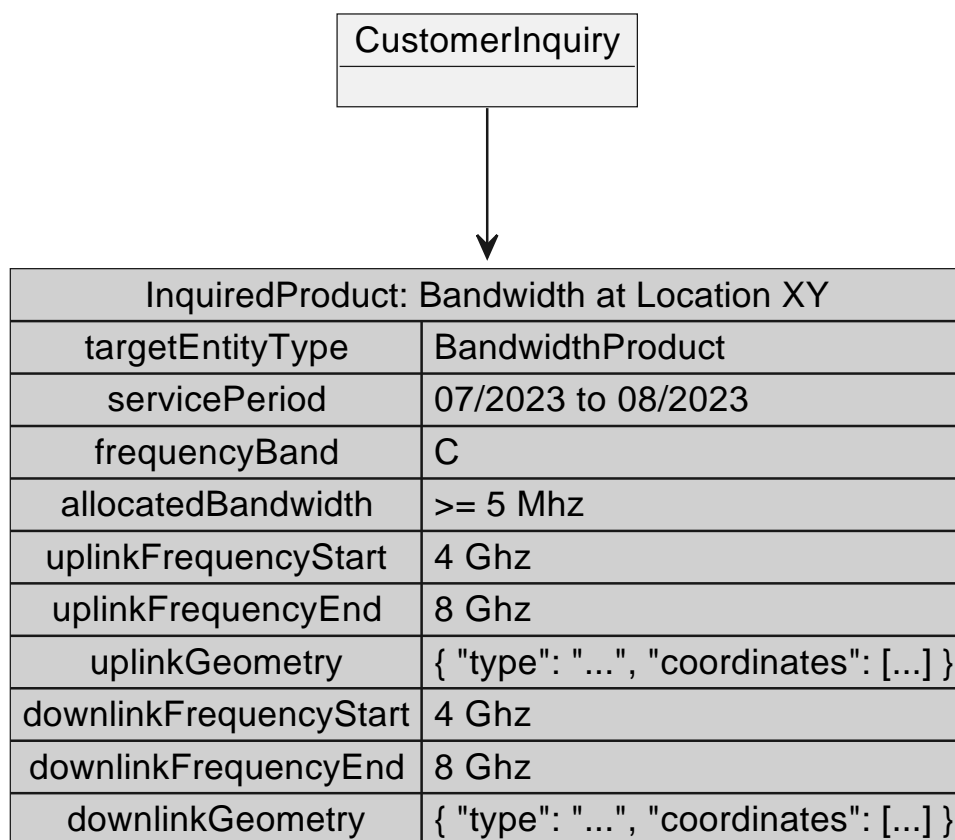 CustomerInquiry
InquiredProduct: Bandwidth at Location XY
targetEntityType BandwidthProduct
servicePeriod 07/2023 to 08/2023
frequencyBand C
allocatedBandwidth >= 5 Mhz
uplinkFrequencyStart 4 Ghz
uplinkFrequencyEnd 8 Ghz
uplinkGeometry { "type": "...", "coordinates": [...] }
downlinkFrequencyStart 4 Ghz
downlinkFrequencyEnd 8 Ghz
downlinkGeometry { "type": "...", "coordinates": [...] }